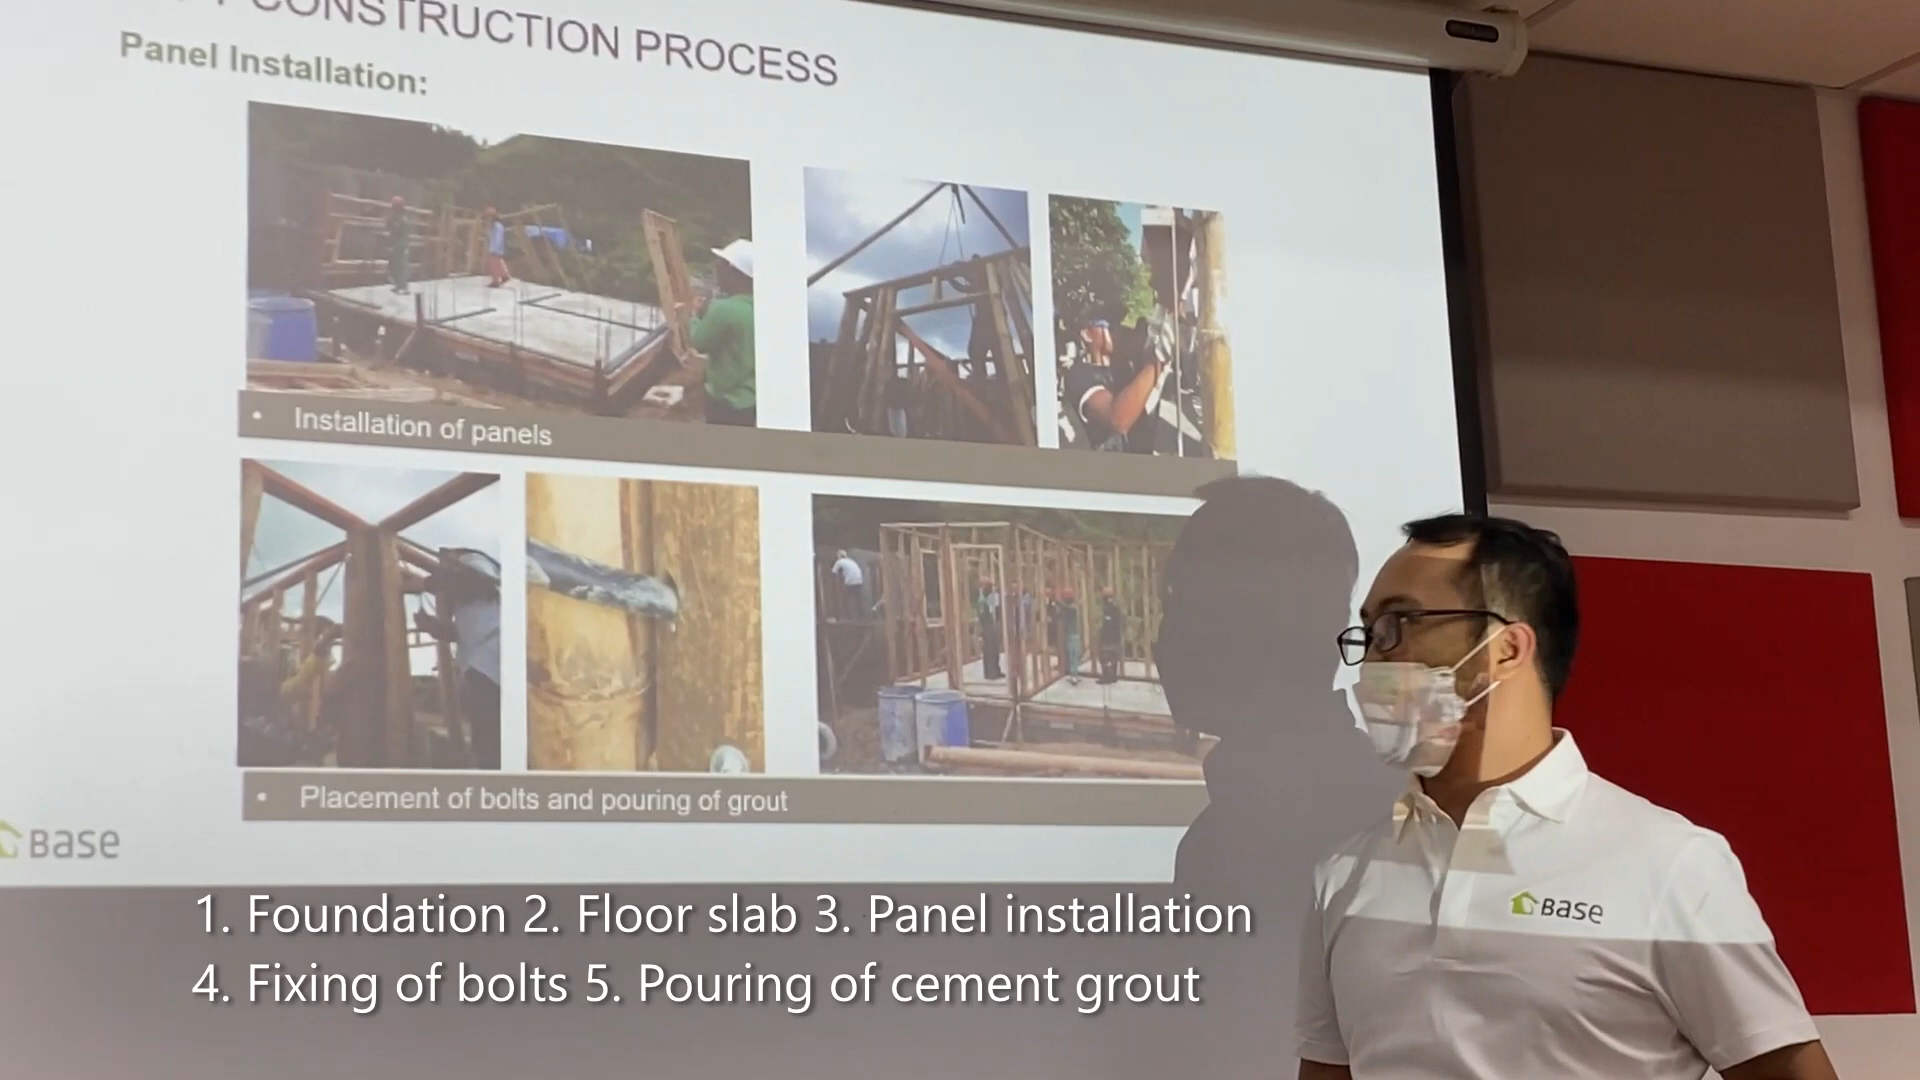 CONSTRUCTION PROCESS
Panel Installation:
• Installation of panels
• Placement of bolts and pouring of grout
BASE
BASE
1. Foundation 2. Floor slab 3. Panel installation
4. Fixing of bolts 5. Pouring of cement grout